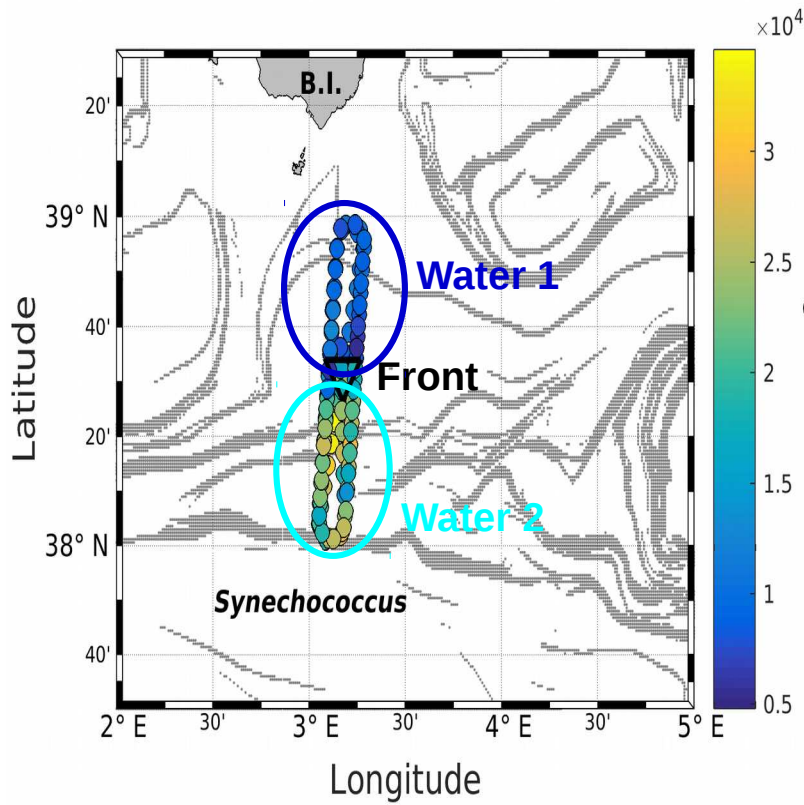 ×10⁴
B.I.
20'
3
39° N
Water 1
2.5
40'
Front
2
20'
1.5
Water 2
38° N
1
Synechococcus
40'
0.5
2° E
30'
3° E
30'
4° E
30'
5° E
Latitude
Longitude